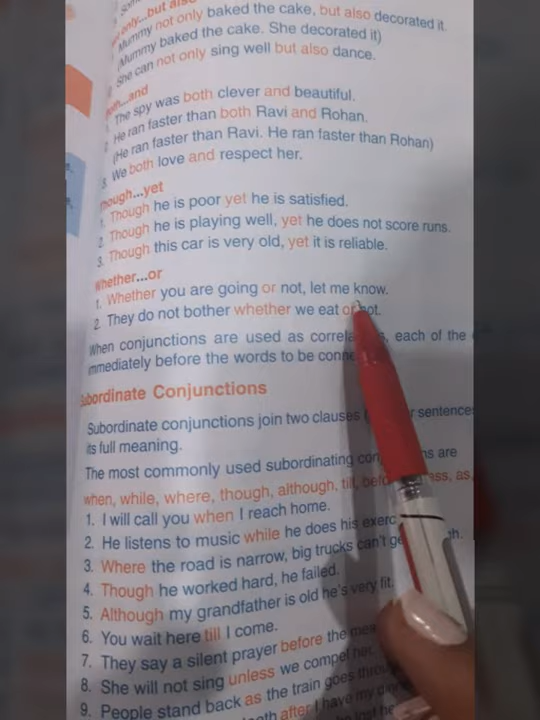 not only...but also
Mummy not only baked the cake, but also decorated it.
(Mummy baked the cake. She decorated it)
2. She can not only sing well but also dance.
Both...and
1. The spy was both clever and beautiful.
2. He ran faster than both Ravi and Rohan.
(He ran faster than Ravi. He ran faster than Rohan)
3. We both love and respect her.
Though...yet
1. Though he is poor yet he is satisfied.
2. Though he is playing well, yet he does not score runs.
3. Though this car is very old, yet it is reliable.
Whether...or
1. Whether you are going or not, let me know.
2. They do not bother whether we eat or not.
When conjunctions are used as each of the
immediately before the words to be
Subordinate Conjunctions
Subordinate conjunctions join two clauses sentences
its full meaning.
The most commonly used subordinating are
when, while, where, though, although, till, as,
1. I will call you when I reach home.
2. He listens to music while he does his
3. Where the road is narrow, big trucks can't
4. Though he worked hard, he failed.
5. Although my grandfather is old he's very fit.
6. You wait here till I come.
7. They say a silent prayer before the
8. She will not sing unless we compel her.
9. People stand back as the train goes
after I have my